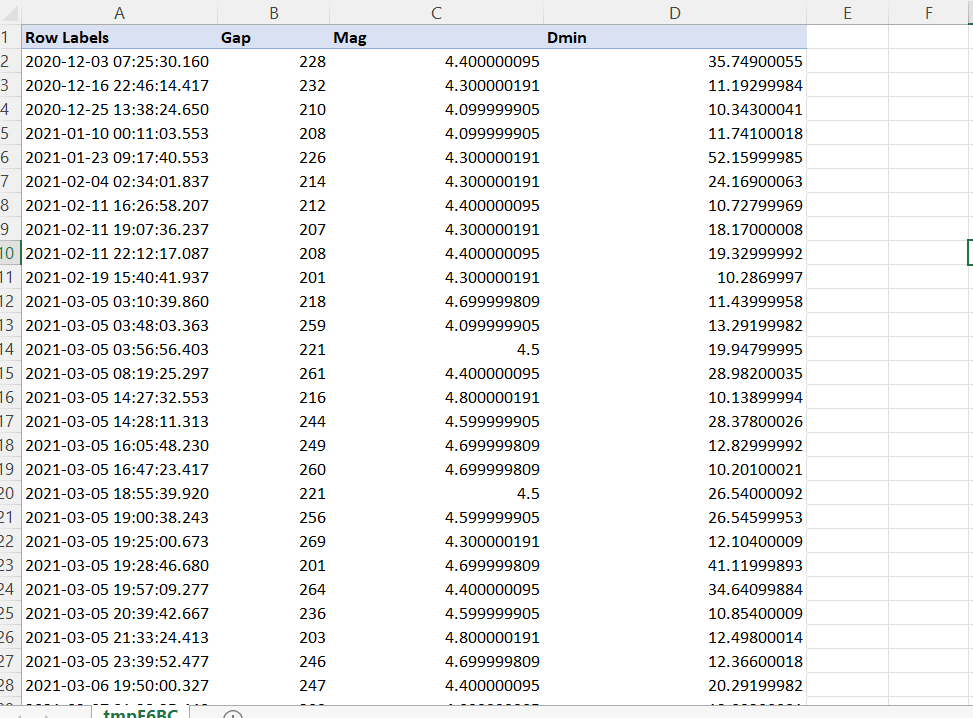 A B C D E F
1 Row Labels Gap Mag Dmin
2 2020-12-03 07:25:30.160 228 4.400000095 35.74900055
3 2020-12-16 22:46:14.417 232 4.300000191 11.19299984
4 2020-12-25 13:38:24.650 210 4.099999905 10.34300041
5 2021-01-10 00:11:03.553 208 4.099999905 11.74100018
6 2021-01-23 09:17:40.553 226 4.300000191 52.15999985
7 2021-02-04 02:34:01.837 214 4.300000191 24.16900063
8 2021-02-11 16:26:58.207 212 4.400000095 10.72799969
9 2021-02-11 19:07:36.237 207 4.300000191 18.17000008
10 2021-02-11 22:12:17.087 208 4.400000095 19.32999992
11 2021-02-19 15:40:41.937 201 4.300000191 10.2869997
12 2021-03-05 03:10:39.860 218 4.699999809 11.43999958
13 2021-03-05 03:48:03.363 259 4.099999905 13.29199982
14 2021-03-05 03:56:56.403 221 4.5 19.94799995
15 2021-03-05 08:19:25.297 261 4.400000095 28.98200035
16 2021-03-05 14:27:32.553 216 4.800000191 10.13899994
17 2021-03-05 14:28:11.313 244 4.599999905 28.37800026
18 2021-03-05 16:05:48.230 249 4.699999809 12.82999992
19 2021-03-05 16:47:23.417 260 4.699999809 10.20100021
20 2021-03-05 18:55:39.920 221 4.5 26.54000092
21 2021-03-05 19:00:38.243 256 4.599999905 26.54599953
22 2021-03-05 19:25:00.673 269 4.300000191 12.10400009
23 2021-03-05 19:28:46.680 201 4.699999809 41.11999893
24 2021-03-05 19:57:09.277 264 4.400000095 34.64099884
25 2021-03-05 20:39:42.667 236 4.599999905 10.85400009
26 2021-03-05 21:33:24.413 203 4.800000191 12.49800014
27 2021-03-05 23:39:52.477 246 4.699999809 12.36600018
28 2021-03-06 19:50:00.327 247 4.400000095 20.29199982
tmpF6BC